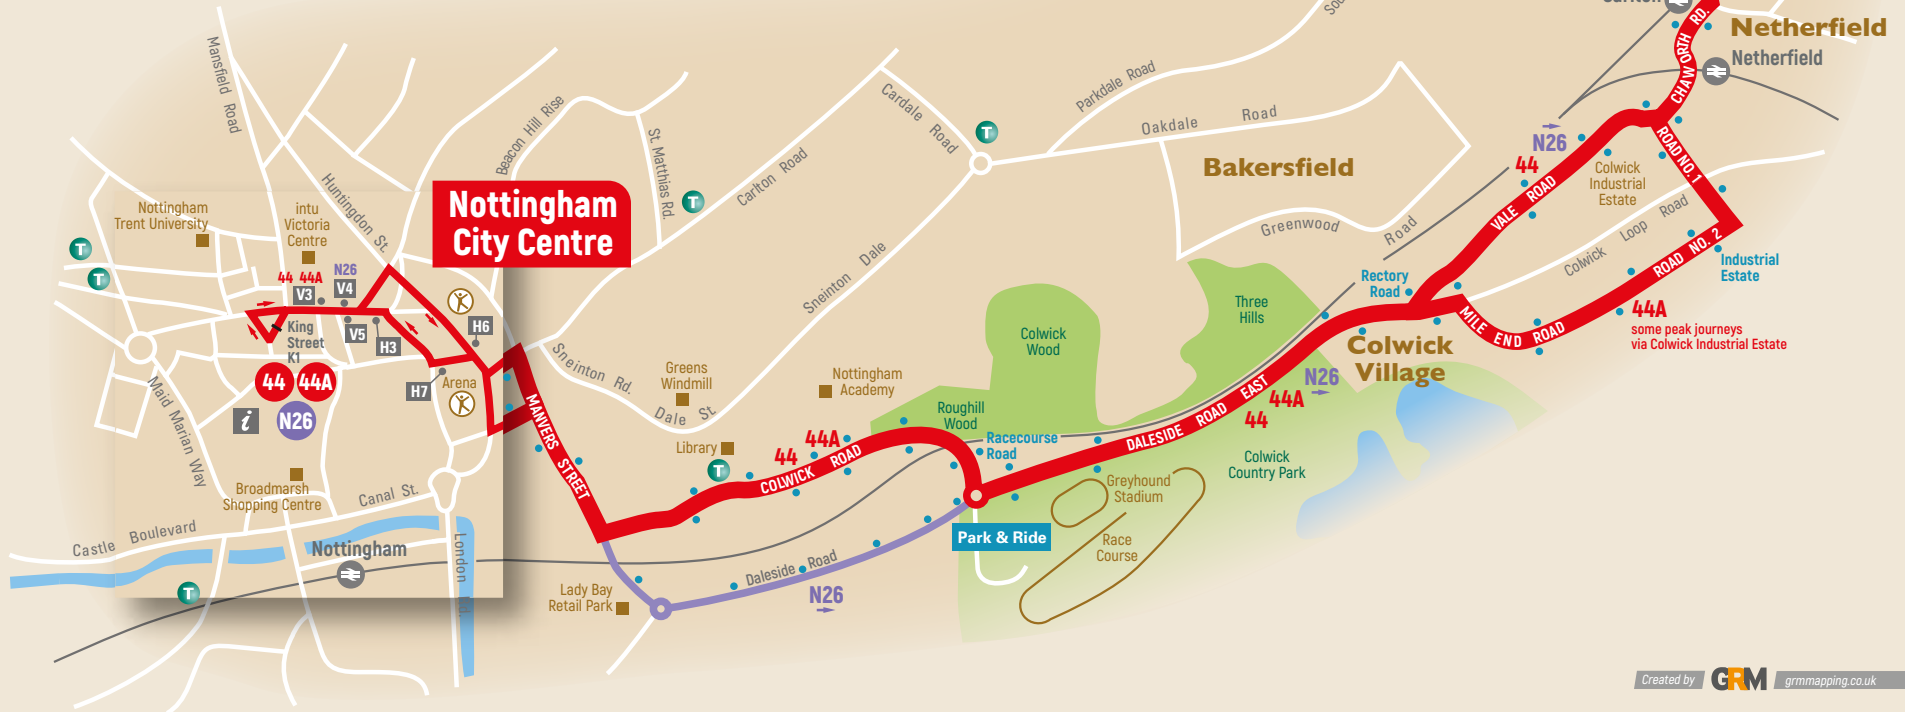 Mansfield Road
Huntingdon St.
Beacon Hill Rise
St. Matthias Rd.
Carlton Road
Cardale Road
Parkdale Road
Oakdale Road
Bakersfield
Greenwood Road
Sneinton Dale
Netherfield
Netherfield
CHAWORTH RD.
ROAD NO. 1
ROAD NO. 2
VALE ROAD
44
N26
Colwick
Industrial
Estate
Colwick Loop Road
Industrial
Estate
44A
some peak journeys
via Colwick Industrial Estate
MILE END ROAD
Rectory
Road
Colwick
Village
Three
Hills
Colwick
Wood
Roughill
Wood
Racecourse
Road
DALESIDE ROAD EAST
N26
44A
44
Colwick
Country Park
Greyhound
Stadium
Race
Course
Park & Ride
Nottingham
City Centre
Nottingham
Trent University
intu
Victoria
Centre
44 44A
N26
V3
V4
V5
H3
H6
H7
King
Street
K1
44
44A
N26
i
Arena
T
T
T
T
T
T
Maid Marian Way
Broadmarsh
Shopping Centre
Canal St.
Castle Boulevard
Nottingham
London Rd.
MANVERS STREET
Sneinton Rd.
Dale St.
Greens
Windmill
Nottingham
Academy
Library
44
44A
COLWICK ROAD
Lady Bay
Retail Park
Daleside Road
N26
Created by
GRM
grmmapping.co.uk